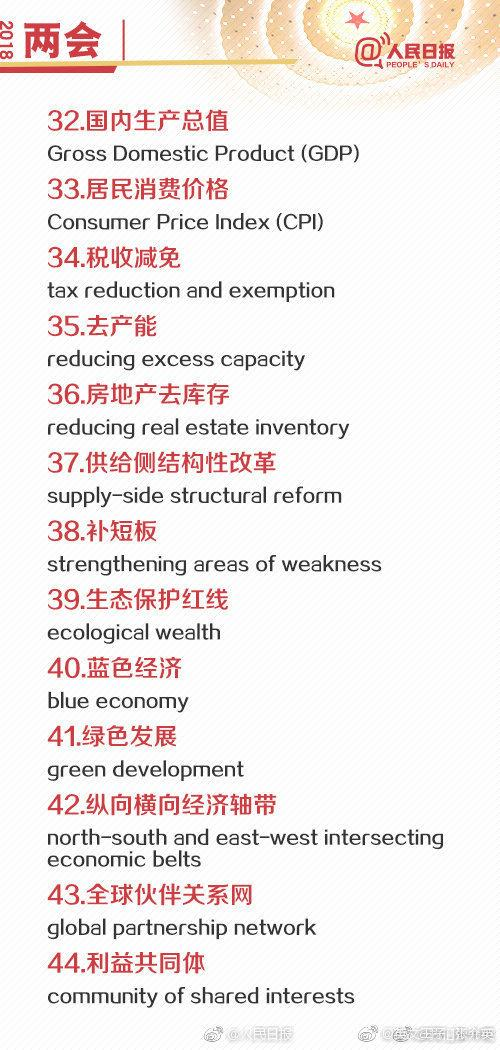 2018
两会
@人民日报
PEOPLE'S DAILY
32.国内生产总值
Gross Domestic Product (GDP)
33.居民消费价格
Consumer Price Index (CPI)
34.税收减免
tax reduction and exemption
35.去产能
reducing excess capacity
36.房地产去库存
reducing real estate inventory
37.供给侧结构性改革
supply-side structural reform
38.补短板
strengthening areas of weakness
39.生态保护红线
ecological wealth
40.蓝色经济
blue economy
41.绿色发展
green development
42.纵向横向经济轴带
north-south and east-west intersecting
economic belts
43.全球伙伴关系网
global partnership network
44.利益共同体
community of shared interests
@人民日报